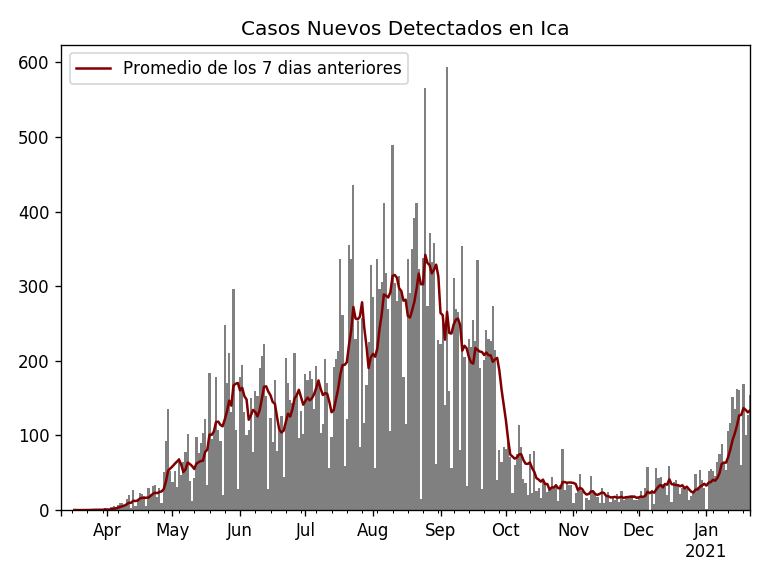 Casos Nuevos Detectados en Ica
Promedio de los 7 dias anteriores
600
500
400
300
200
100
0
Apr May Jun Jul Aug Sep Oct Nov Dec Jan
2021